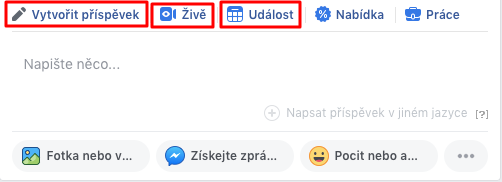 Vytvořit příspěvek Živě Událost Nabídka Práce
Napište něco...
Napsat příspěvek v jiném jazyce [?]
Fotka nebo v... Získejte zprá... Pocit nebo a...